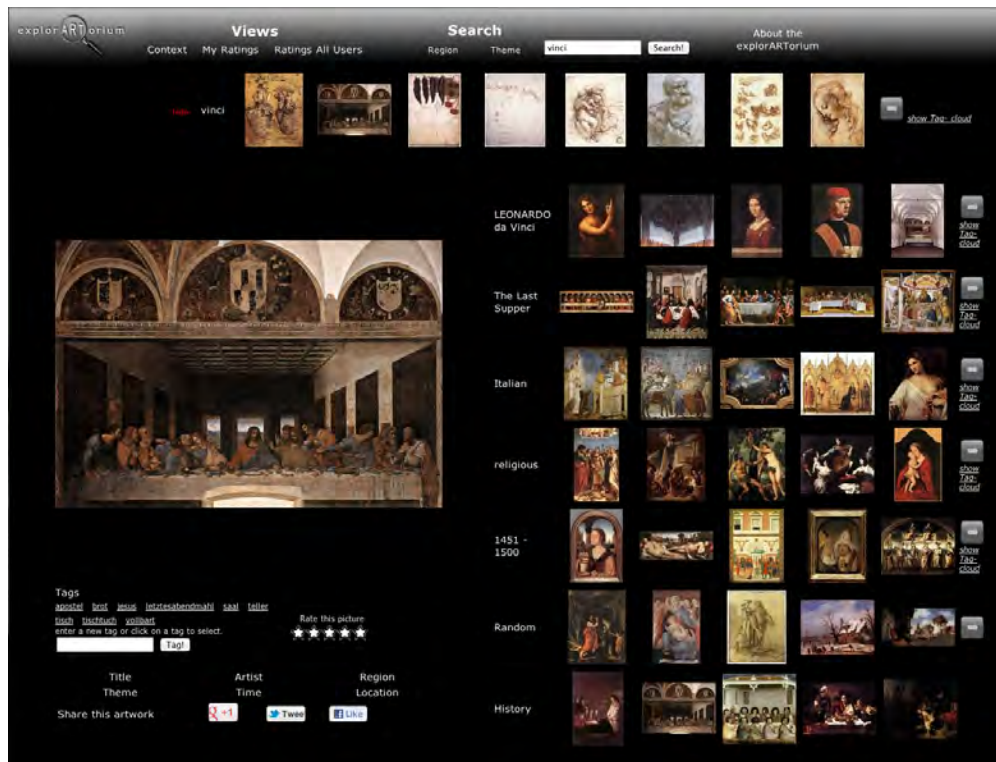 explorARTorium
Views
Context My Ratings Ratings All Users
Search
Region Theme vinci Search!
About the
explorARTorium
vinci
show Tag- cloud
LEONARDO
da Vinci
show
Tag-
cloud
The Last
Supper
show
Tag-
cloud
Italian
show
Tag-
cloud
religious
show
Tag-
cloud
1451 -
1500
show
Tag-
cloud
Random
History
Tags
apostel brot jesus letztesabendmahl saal teller
tisch tischtuch vollbart
enter a new tag or click on a tag to select.
Tag!
Rate this picture
Title Artist Region
Theme Time Location
Share this artwork +1 Twee Like